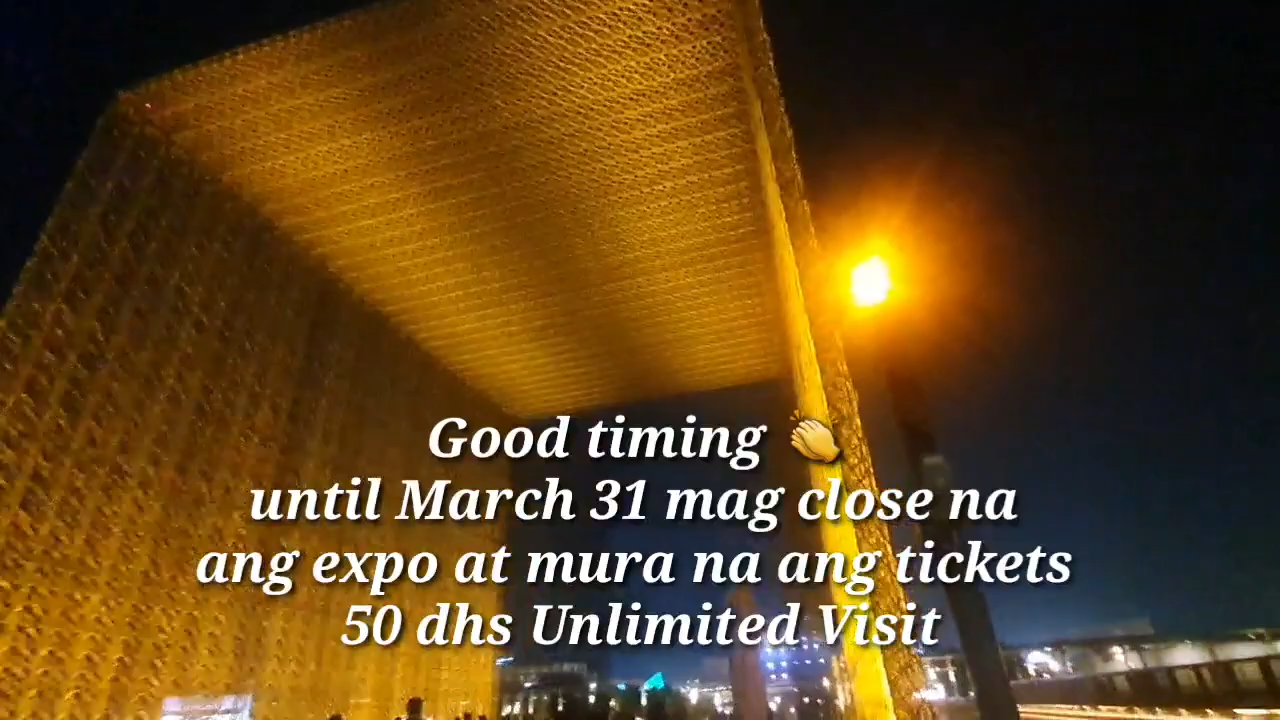 Good timing 👏
until March 31 mag close na
ang expo at mura na ang tickets
50 dhs Unlimited Visit